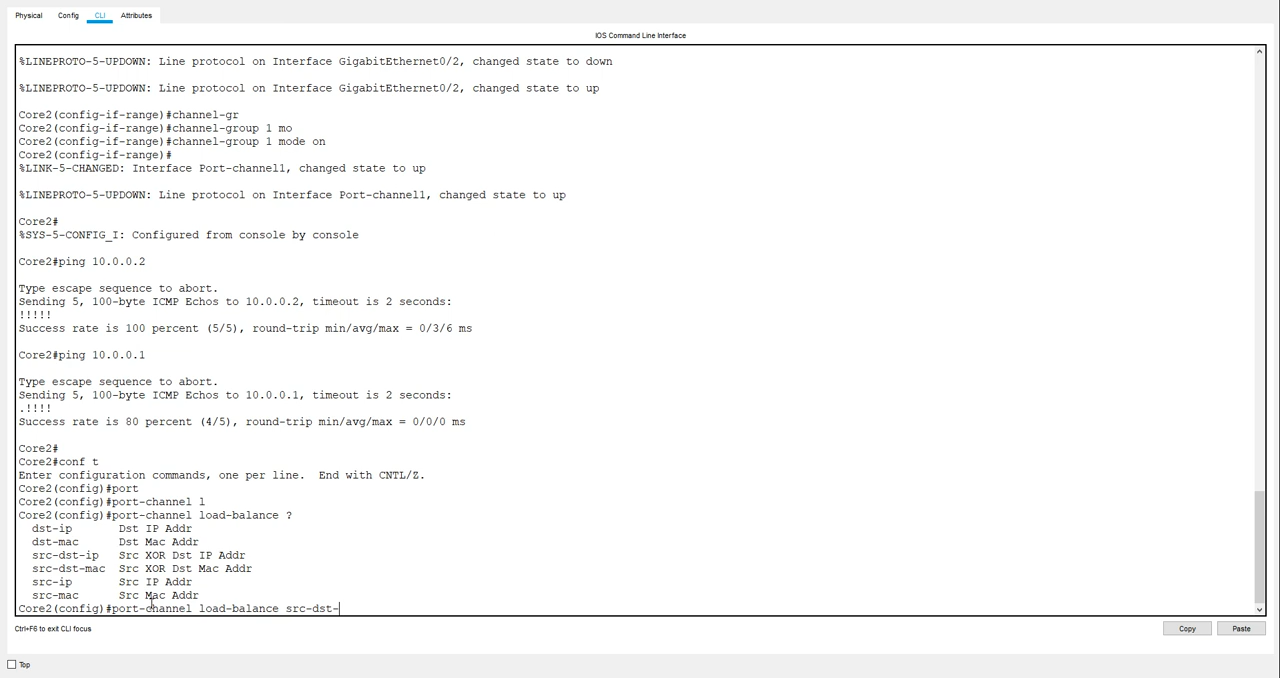 Physical Config CLI Attributes
IOS Command Line Interface
%LINEPROTO-5-UPDOWN: Line protocol on Interface GigabitEthernet0/2, changed state to down
%LINEPROTO-5-UPDOWN: Line protocol on Interface GigabitEthernet0/2, changed state to up
Core2(config-if-range)#channel-gr
Core2(config-if-range)#channel-group 1 mo
Core2(config-if-range)#channel-group 1 mode on
Core2(config-if-range)#
%LINK-5-CHANGED: Interface Port-channel1, changed state to up
%LINEPROTO-5-UPDOWN: Line protocol on Interface Port-channel1, changed state to up
Core2#
%SYS-5-CONFIG_I: Configured from console by console
Core2#ping 10.0.0.2
Type escape sequence to abort.
Sending 5, 100-byte ICMP Echos to 10.0.0.2, timeout is 2 seconds:
!!!!!
Success rate is 100 percent (5/5), round-trip min/avg/max = 0/3/6 ms
Core2#ping 10.0.0.1
Type escape sequence to abort.
Sending 5, 100-byte ICMP Echos to 10.0.0.1, timeout is 2 seconds:
.!!!!
Success rate is 80 percent (4/5), round-trip min/avg/max = 0/0/0 ms
Core2#
Core2#conf t
Enter configuration commands, one per line.  End with CNTL/Z.
Core2(config)#port
Core2(config)#port-channel l
Core2(config)#port-channel load-balance ?
dst-ip       Dst IP Addr
dst-mac      Dst Mac Addr
src-dst-ip   Src XOR Dst IP Addr
src-dst-mac  Src XOR Dst Mac Addr
src-ip       Src IP Addr
src-mac      Src Mac Addr
Core2(config)#port-channel load-balance src-dst-
Ctrl+F6 to exit CLI focus
Copy Paste
Top